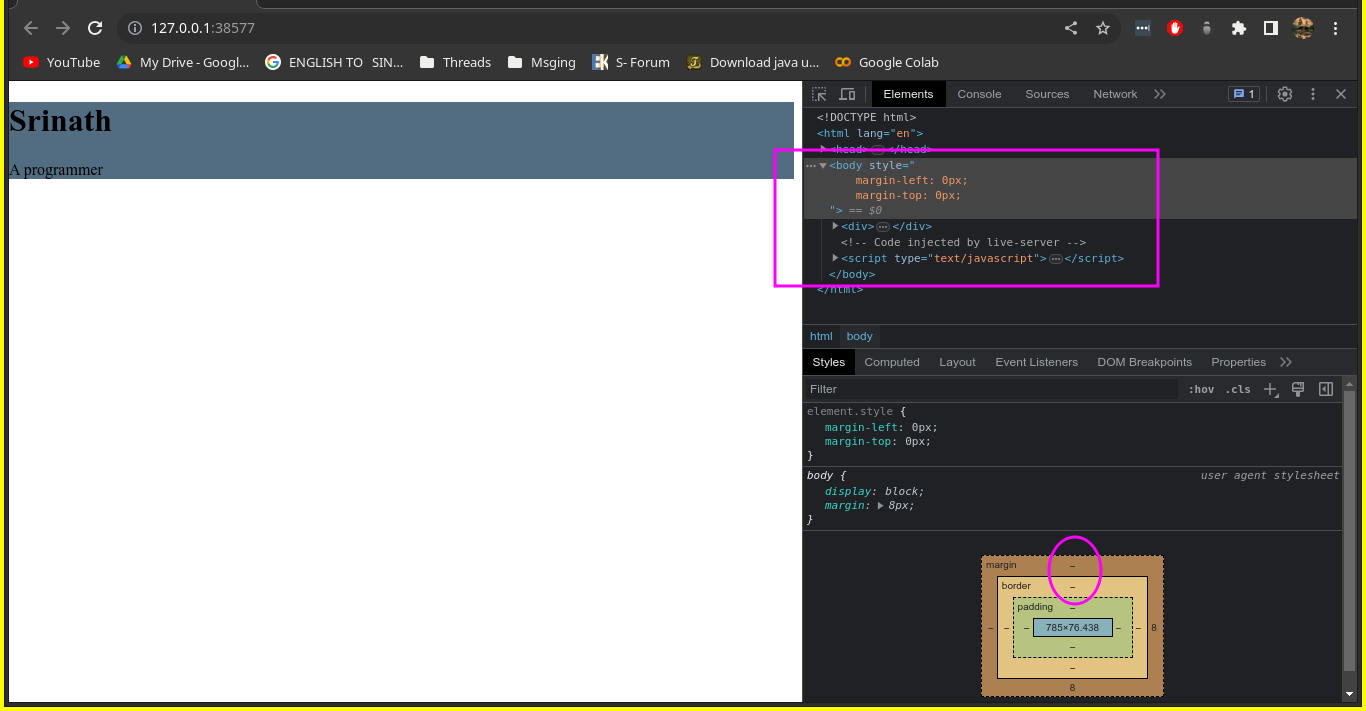 127.0.0.1:38577
YouTube My Drive - Googl... ENGLISH TO SIN... Threads Msging S- Forum Download java u... Google Colab
Srinath
A programmer
Elements Console Sources Network 1
<!DOCTYPE html>
<html lang="en">
<head> ... </head>
... <body style="
margin-left: 0px;
margin-top: 0px;
"> == $0
<div> ... </div>
<!-- Code injected by live-server -->
<script type="text/javascript"> ... </script>
</body>
</html>
html body
Styles Computed Layout Event Listeners DOM Breakpoints Properties
Filter :hov .cls
element.style {
margin-left: 0px;
margin-top: 0px;
}
body { user agent stylesheet
display: block;
margin: 8px;
}
margin –
border –
padding –
– – – 785×76.438 – – 8
–
–
8